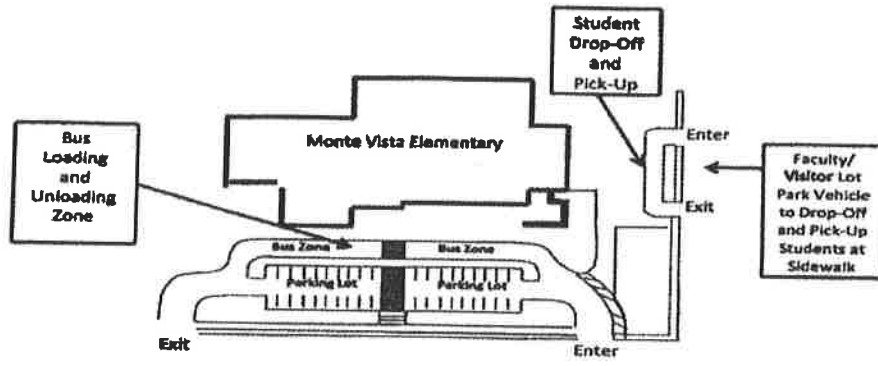 Student
Drop-Off
and
Pick-Up
Bus
Loading
and
Unloading
Zone
Monte Vista Elementary
Enter
Exit
Faculty/
Visitor Lot
Park Vehicle
to Drop-Off
and Pick-Up
Students at
Sidewalk
Bus Zone
Bus Zone
Parking Lot
Parking Lot
Exit
Enter